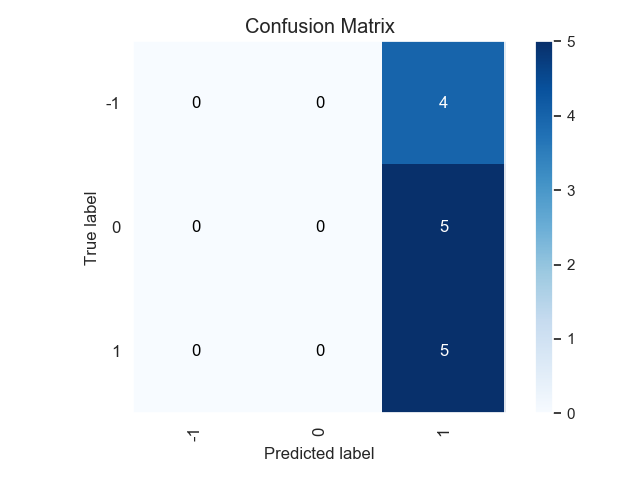 Confusion Matrix
True label
-1 0 0 4
0 0 0 5
1 0 0 5
-1 0 1
Predicted label
5
4
3
2
1
0